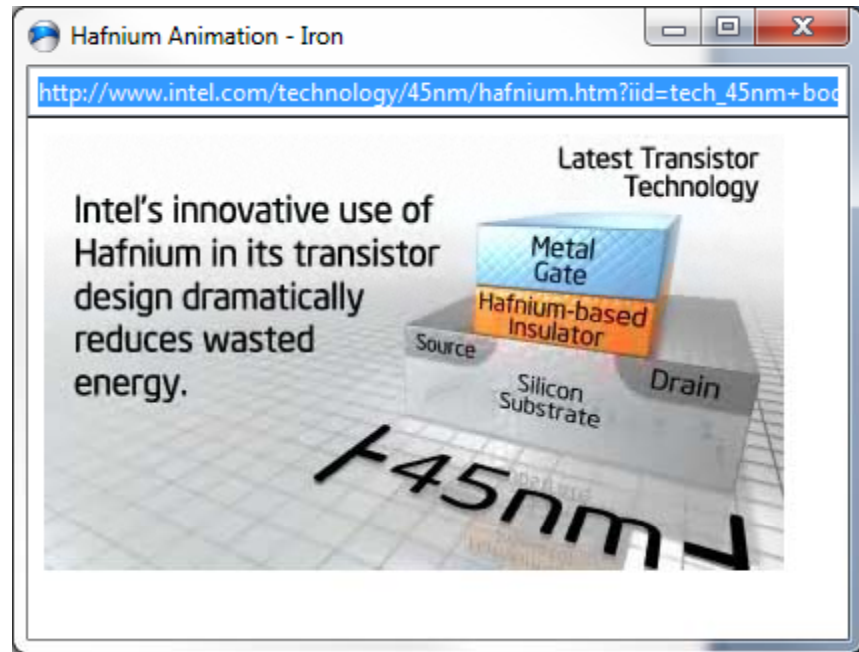 Hafnium Animation - Iron
http://www.intel.com/technology/45nm/hafnium.htm?iid=tech_45nm+bod
Latest Transistor
Technology
Intel's innovative use of
Hafnium in its transistor
design dramatically
reduces wasted
energy.
Metal
Gate
Hafnium-based
Insulator
Source
Drain
Silicon
Substrate
45nm